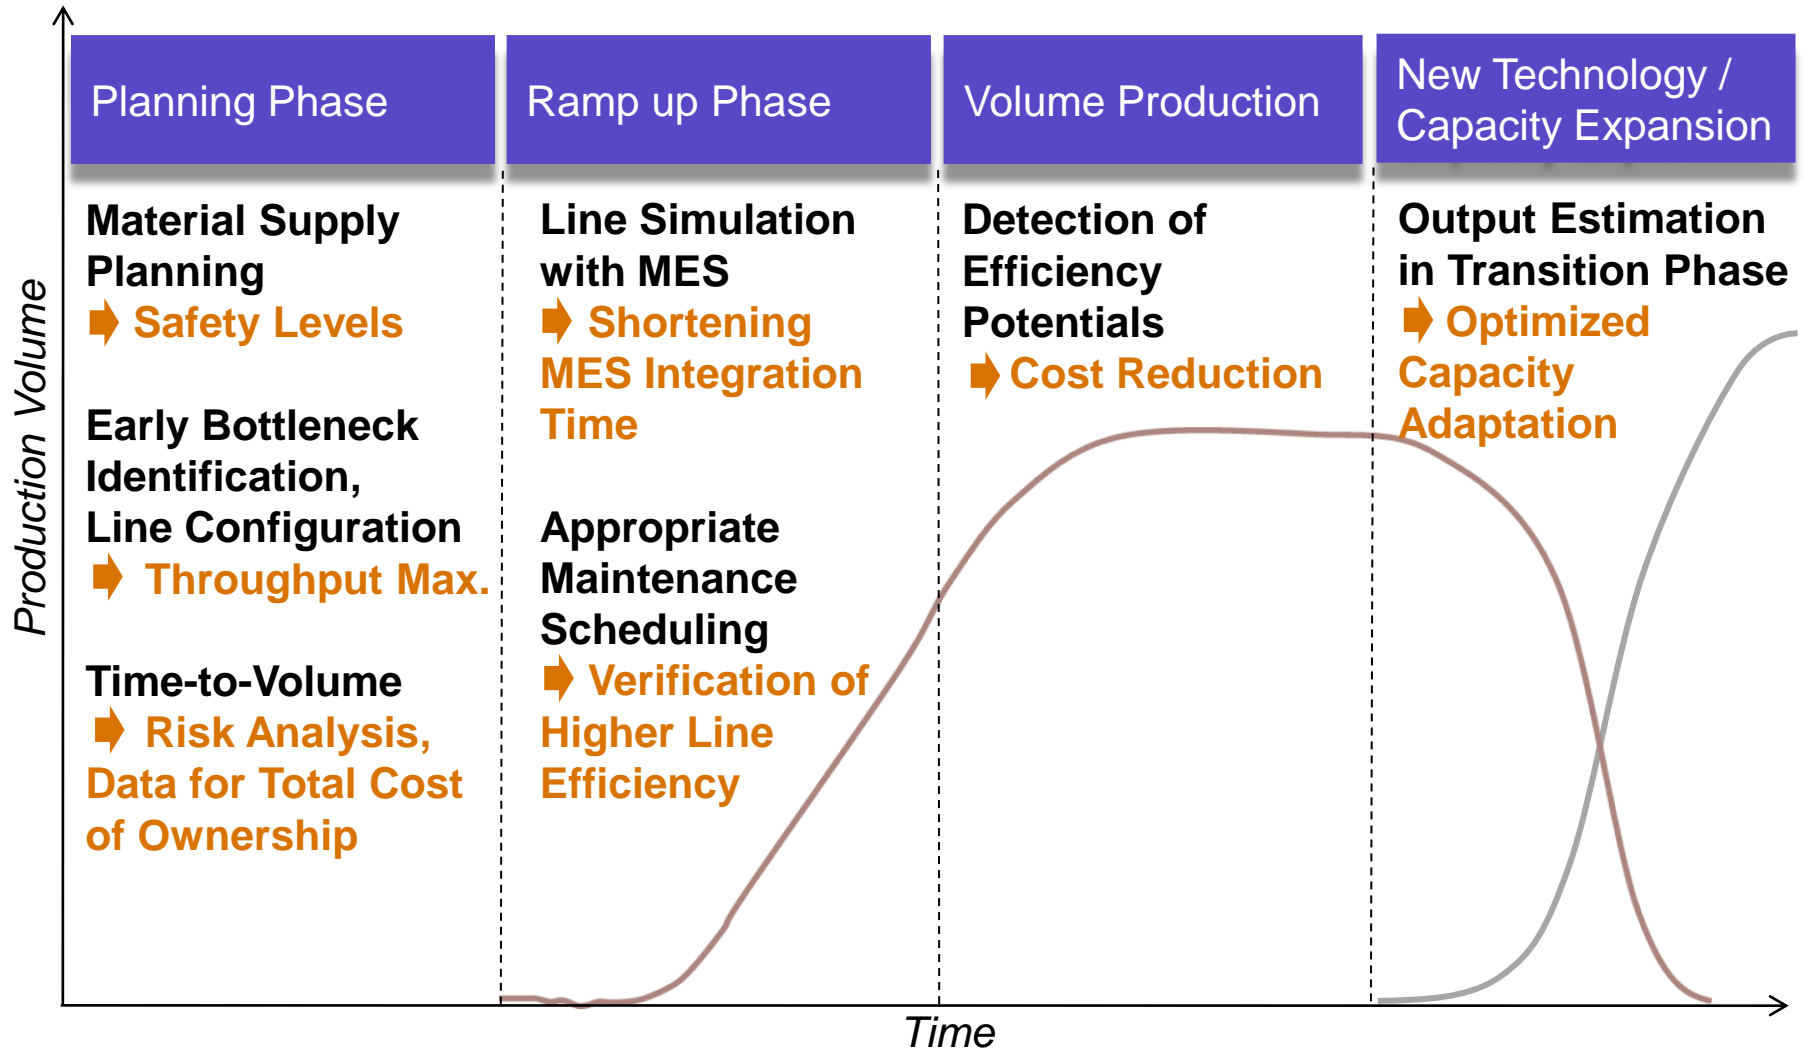 Planning Phase
Ramp up Phase
Volume Production
New Technology /
Capacity Expansion
Material Supply
Planning
Safety Levels
Early Bottleneck
Identification,
Line Configuration
Throughput Max.
Time-to-Volume
Risk Analysis,
Data for Total Cost
of Ownership
Line Simulation
with MES
Shortening
MES Integration
Time
Appropriate
Maintenance
Scheduling
Verification of
Higher Line
Efficiency
Detection of
Efficiency
Potentials
Cost Reduction
Output Estimation
in Transition Phase
Optimized
Capacity
Adaptation
Production Volume
Time